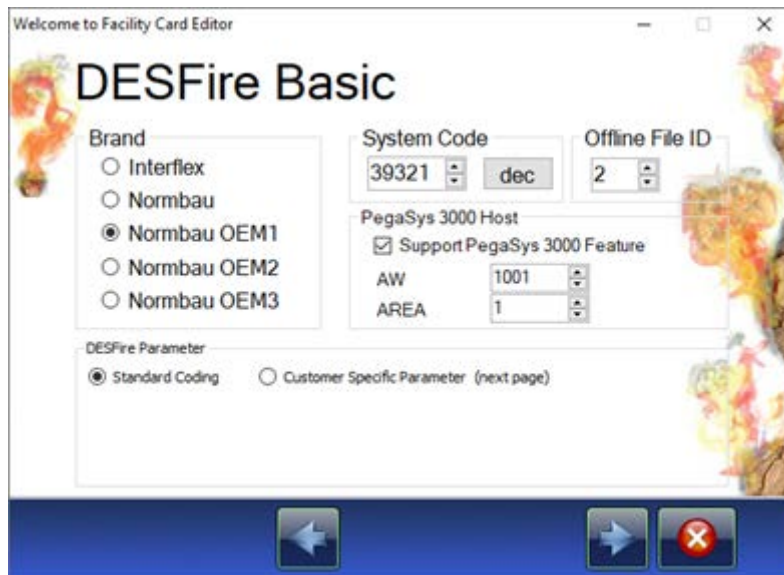 Welcome to Facility Card Editor
DESFire Basic
Brand
Interflex
Normbau
Normbau OEM1
Normbau OEM2
Normbau OEM3
System Code
39321
dec
Offline File ID
2
PegaSys 3000 Host
Support PegaSys 3000 Feature
AW
1001
AREA
1
DESFire Parameter
Standard Coding
Customer Specific Parameter (next page)